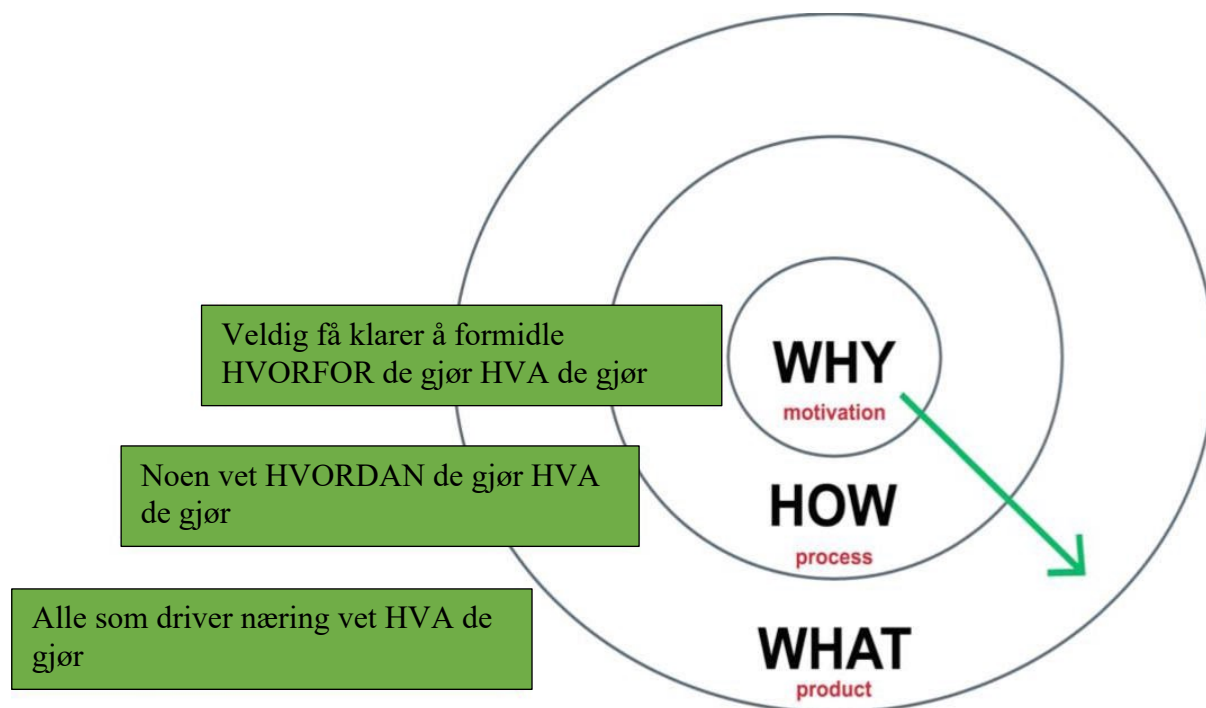 Veldig få klarer å formidle
HVORFOR de gjør HVA de gjør
WHY
motivation
Noen vet HVORDAN de gjør HVA
de gjør
HOW
process
Alle som driver næring vet HVA de
gjør
WHAT
product